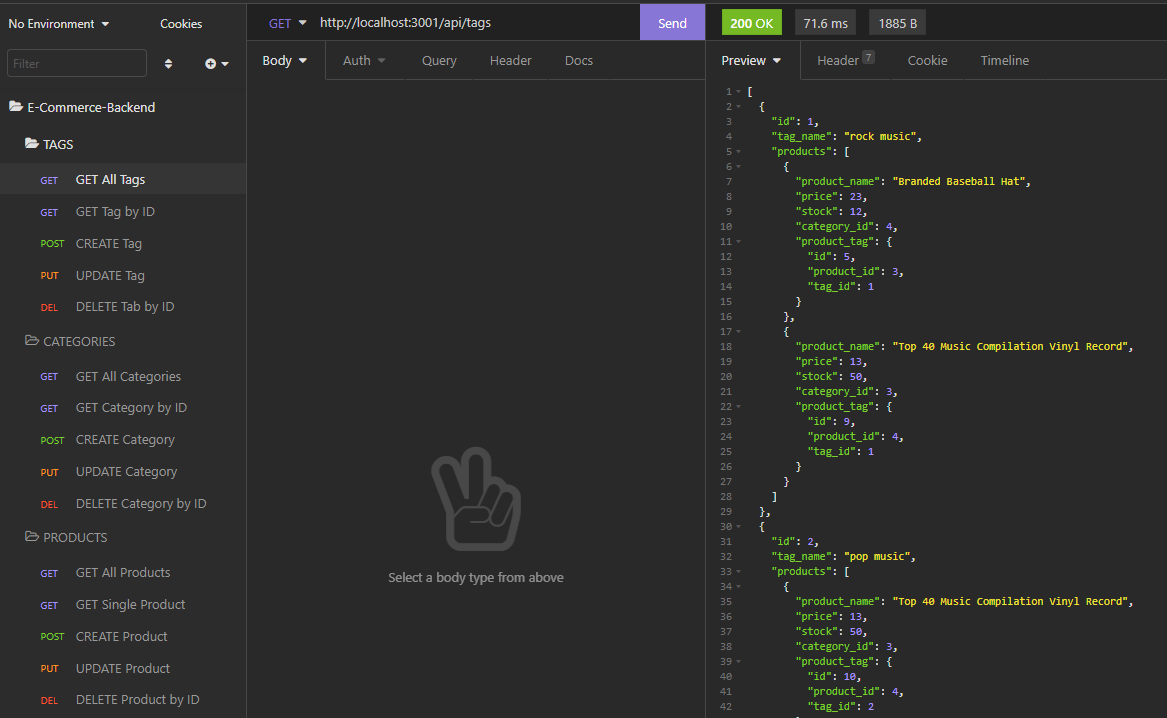 No Environment
Cookies
Filter
E-Commerce-Backend
TAGS
GET GET All Tags
GET GET Tag by ID
POST CREATE Tag
PUT UPDATE Tag
DEL DELETE Tab by ID
CATEGORIES
GET GET All Categories
GET GET Category by ID
POST CREATE Category
PUT UPDATE Category
DEL DELETE Category by ID
PRODUCTS
GET GET All Products
GET GET Single Product
POST CREATE Product
PUT UPDATE Product
DEL DELETE Product by ID
GET http://localhost:3001/api/tags Send
Body Auth Query Header Docs
Select a body type from above
200 OK 71.6 ms 1885 B
Preview Header 7 Cookie Timeline
1 [
2 {
3 "id": 1,
4 "tag_name": "rock music",
5 "products": [
6 {
7 "product_name": "Branded Baseball Hat",
8 "price": 23,
9 "stock": 12,
10 "category_id": 4,
11 "product_tag": {
12 "id": 5,
13 "product_id": 3,
14 "tag_id": 1
15 }
16 },
17 {
18 "product_name": "Top 40 Music Compilation Vinyl Record",
19 "price": 13,
20 "stock": 50,
21 "category_id": 3,
22 "product_tag": {
23 "id": 9,
24 "product_id": 4,
25 "tag_id": 1
26 }
27 }
28 ]
29 },
30 {
31 "id": 2,
32 "tag_name": "pop music",
33 "products": [
34 {
35 "product_name": "Top 40 Music Compilation Vinyl Record",
36 "price": 13,
37 "stock": 50,
38 "category_id": 3,
39 "product_tag": {
40 "id": 10,
41 "product_id": 4,
42 "tag_id": 2